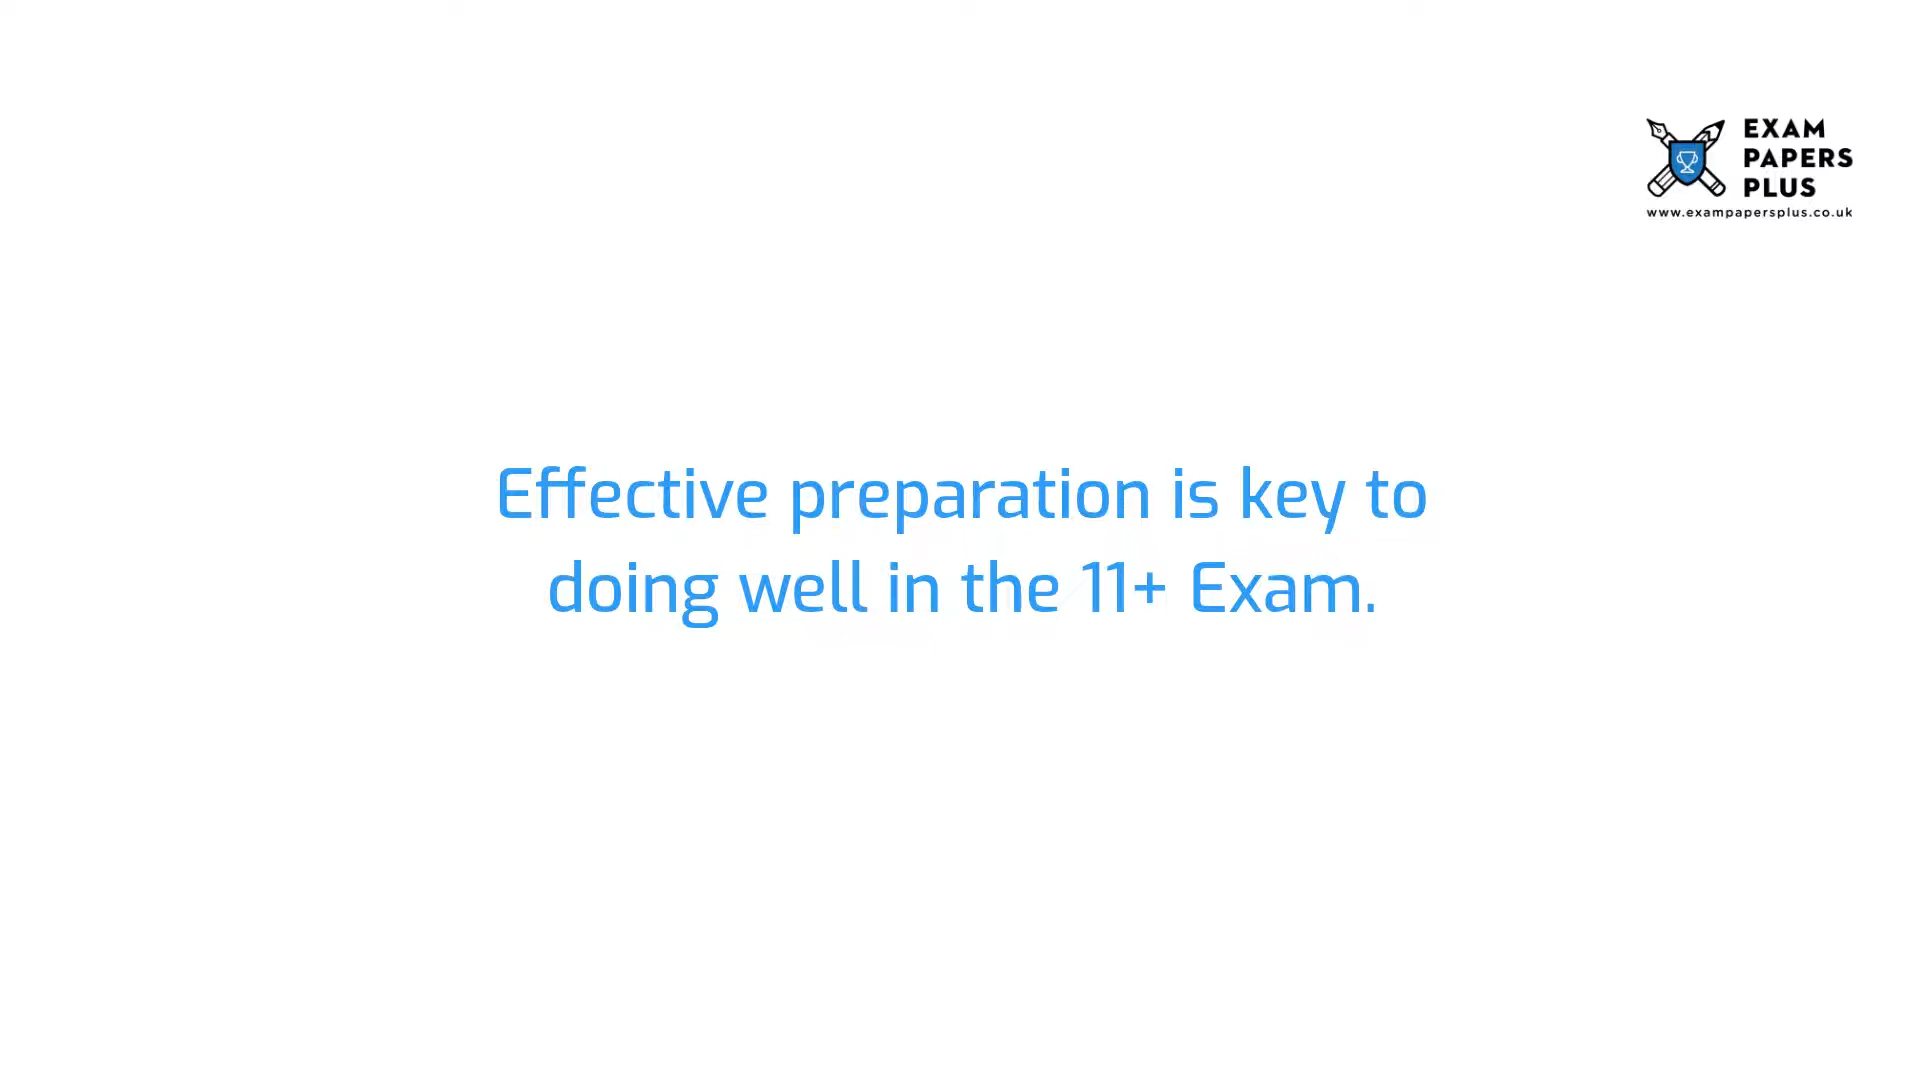 EXAM
PAPERS
PLUS
www.exampapersplus.co.uk
Effective preparation is key to
doing well in the 11+ Exam.